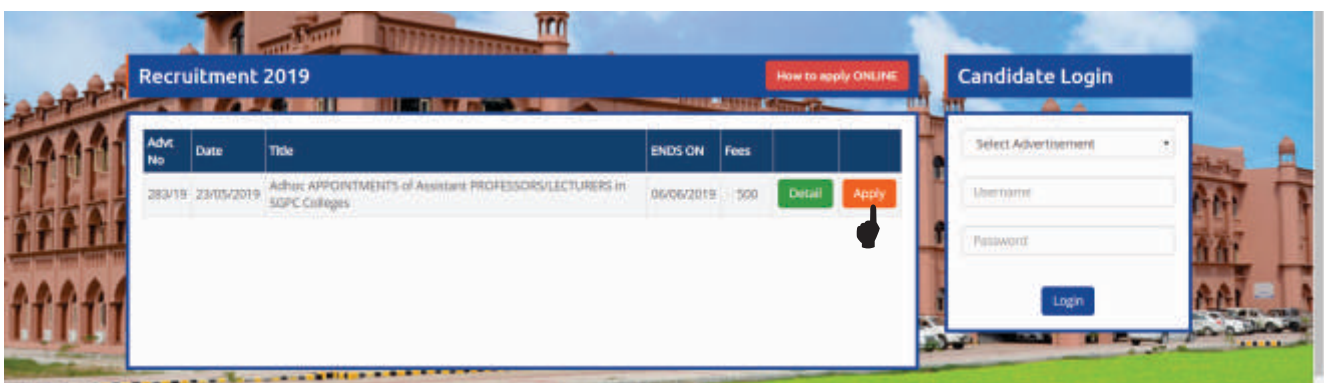 Recruitment 2019
How to apply ONLINE
Advt No
Date
Title
ENDS ON
Fees
283/19
23/05/2019
Adhoc APPOINTMENTS of Assistant PROFESSORS/LECTURERS in
SGPC Colleges
06/06/2019
500
Detail
Apply
Candidate Login
Select Advertisement
Username
Password
Login